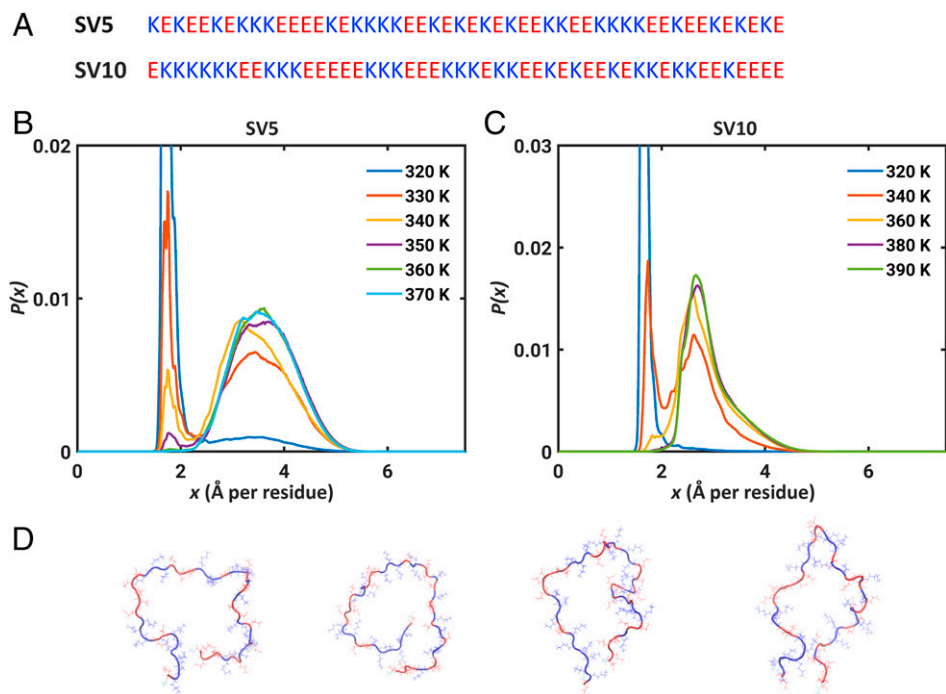 A SV5 KEKEEKEKKKEEEEKEKKKKEEKEKEKEKEEKKEEKKKKEEKEEKEKEKE
SV10 EKKKKKKEEKKKEEEEEKKKEEEKKKEKKEEKEKEEKEKKEKKEEKEEEE
B SV5
0.02
0.01
0
P(x)
320 K
330 K
340 K
350 K
360 K
370 K
0 2 4 6
x (Å per residue)
C SV10
0.03
0.02
0.01
0
P(x)
320 K
340 K
360 K
380 K
390 K
0 2 4 6
x (Å per residue)
D